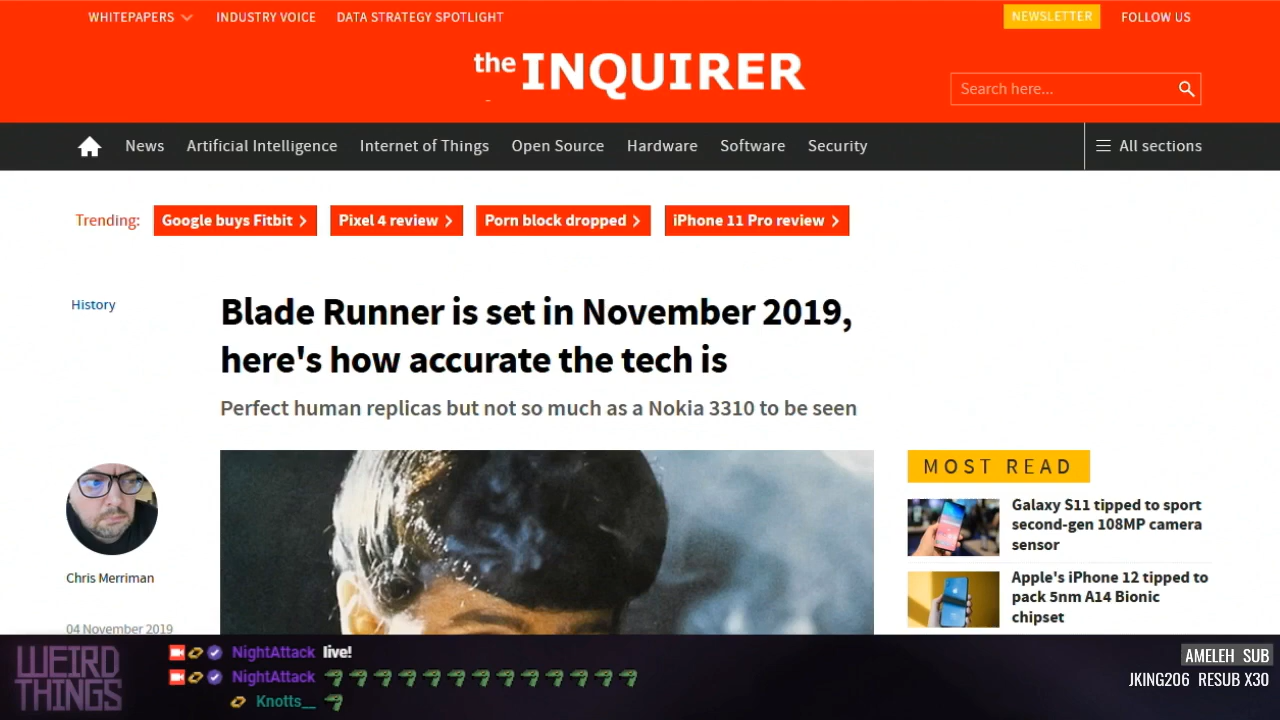 WHITEPAPERS INDUSTRY VOICE DATA STRATEGY SPOTLIGHT NEWSLETTER FOLLOW US
the INQUIRER
Search here...
News Artificial Intelligence Internet of Things Open Source Hardware Software Security All sections
Trending: Google buys Fitbit Pixel 4 review Porn block dropped iPhone 11 Pro review
History
Blade Runner is set in November 2019,
here's how accurate the tech is
Perfect human replicas but not so much as a Nokia 3310 to be seen
Chris Merriman
04 November 2019
MOST READ
Galaxy S11 tipped to sport
second-gen 108MP camera
sensor
Apple's iPhone 12 tipped to
pack 5nm A14 Bionic
chipset
WEIRD
THINGS
NightAttack live!
NightAttack
Knotts__
AMELEH SUB
JKING206 RESUB X30